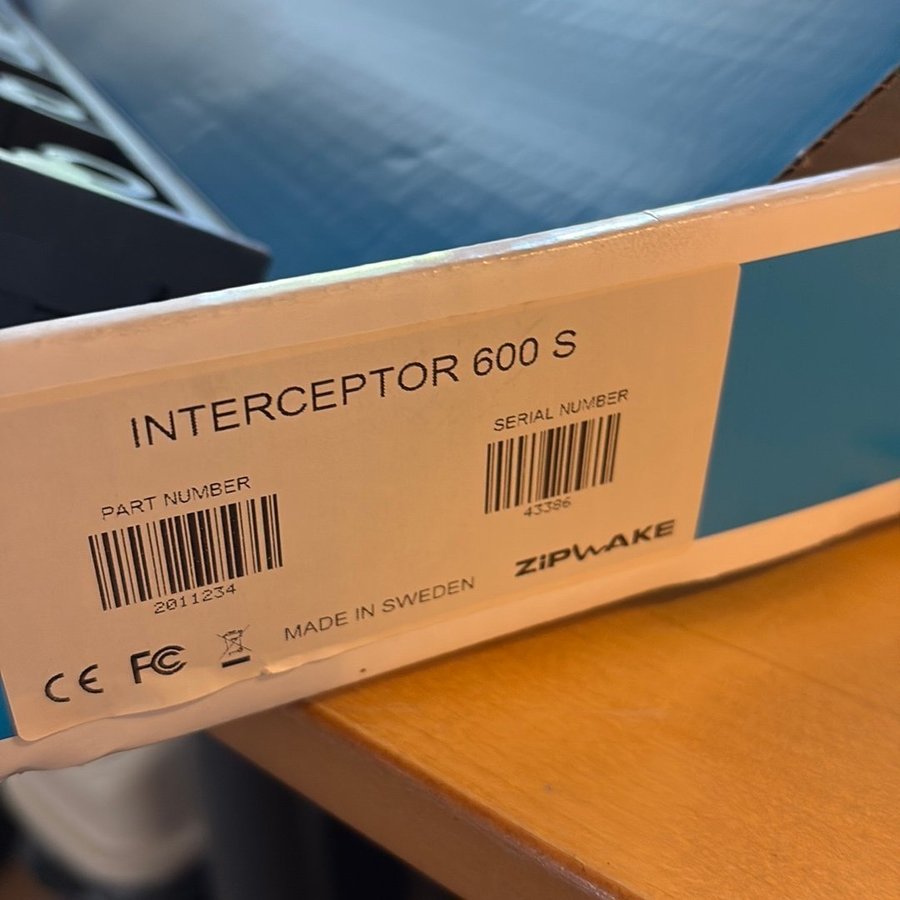 INTERCEPTOR 600 S
SERIAL NUMBER
43386
PART NUMBER
2011234
ZIPWAKE
MADE IN SWEDEN
CE FC